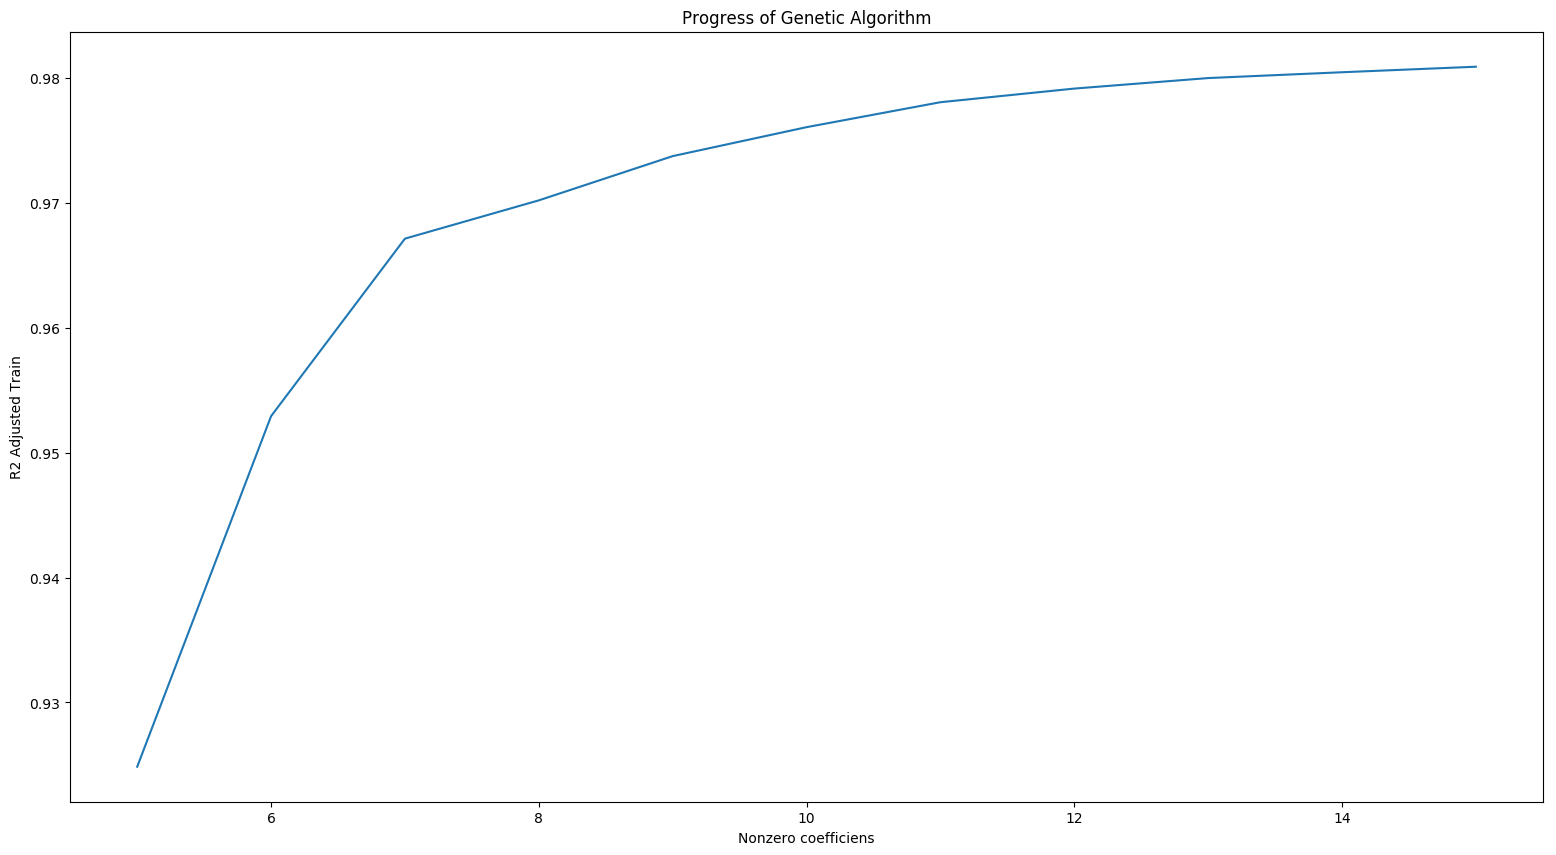 Progress of Genetic Algorithm
0.98
0.97
0.96
0.95
0.94
0.93
R2 Adjusted Train
6 8 10 12 14
Nonzero coefficiens